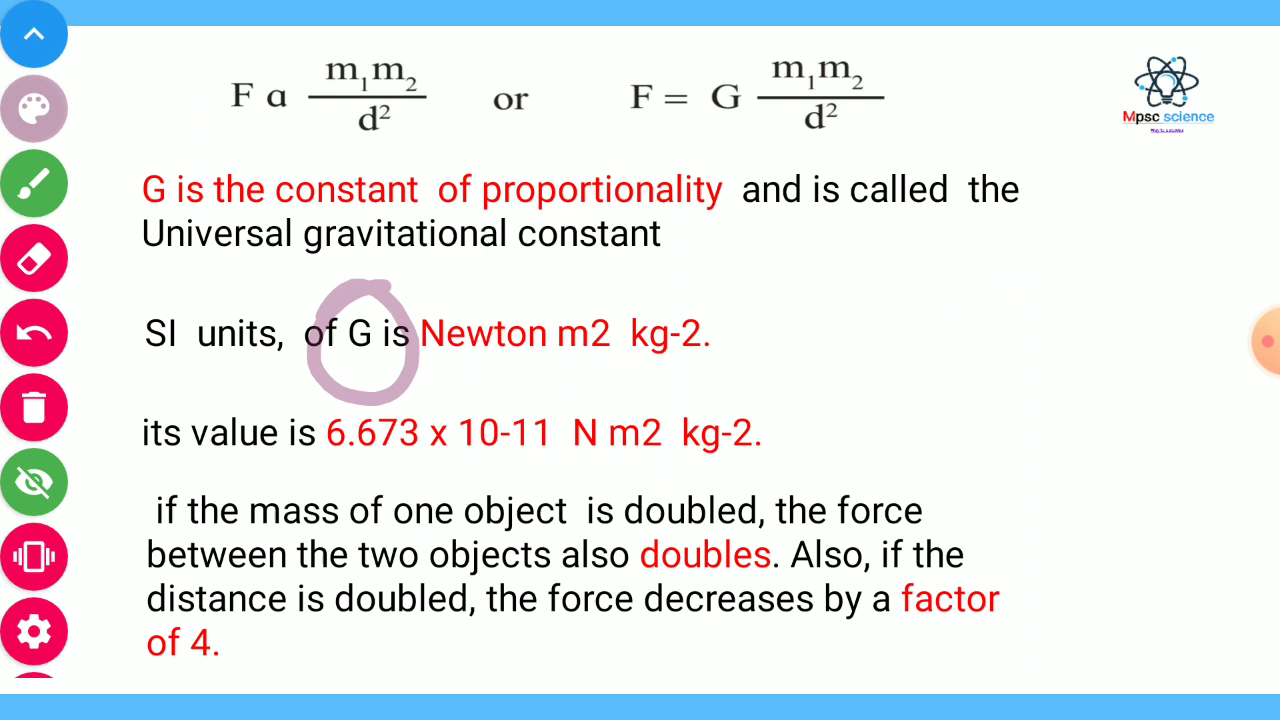 F α m₁m₂ / d² or F = G m₁m₂ / d²
Mpsc science
G is the constant of proportionality and is called the
Universal gravitational constant
SI units, of G is Newton m2 kg-2.
its value is 6.673 x 10-11 N m2 kg-2.
if the mass of one object is doubled, the force
between the two objects also doubles. Also, if the
distance is doubled, the force decreases by a factor
of 4.